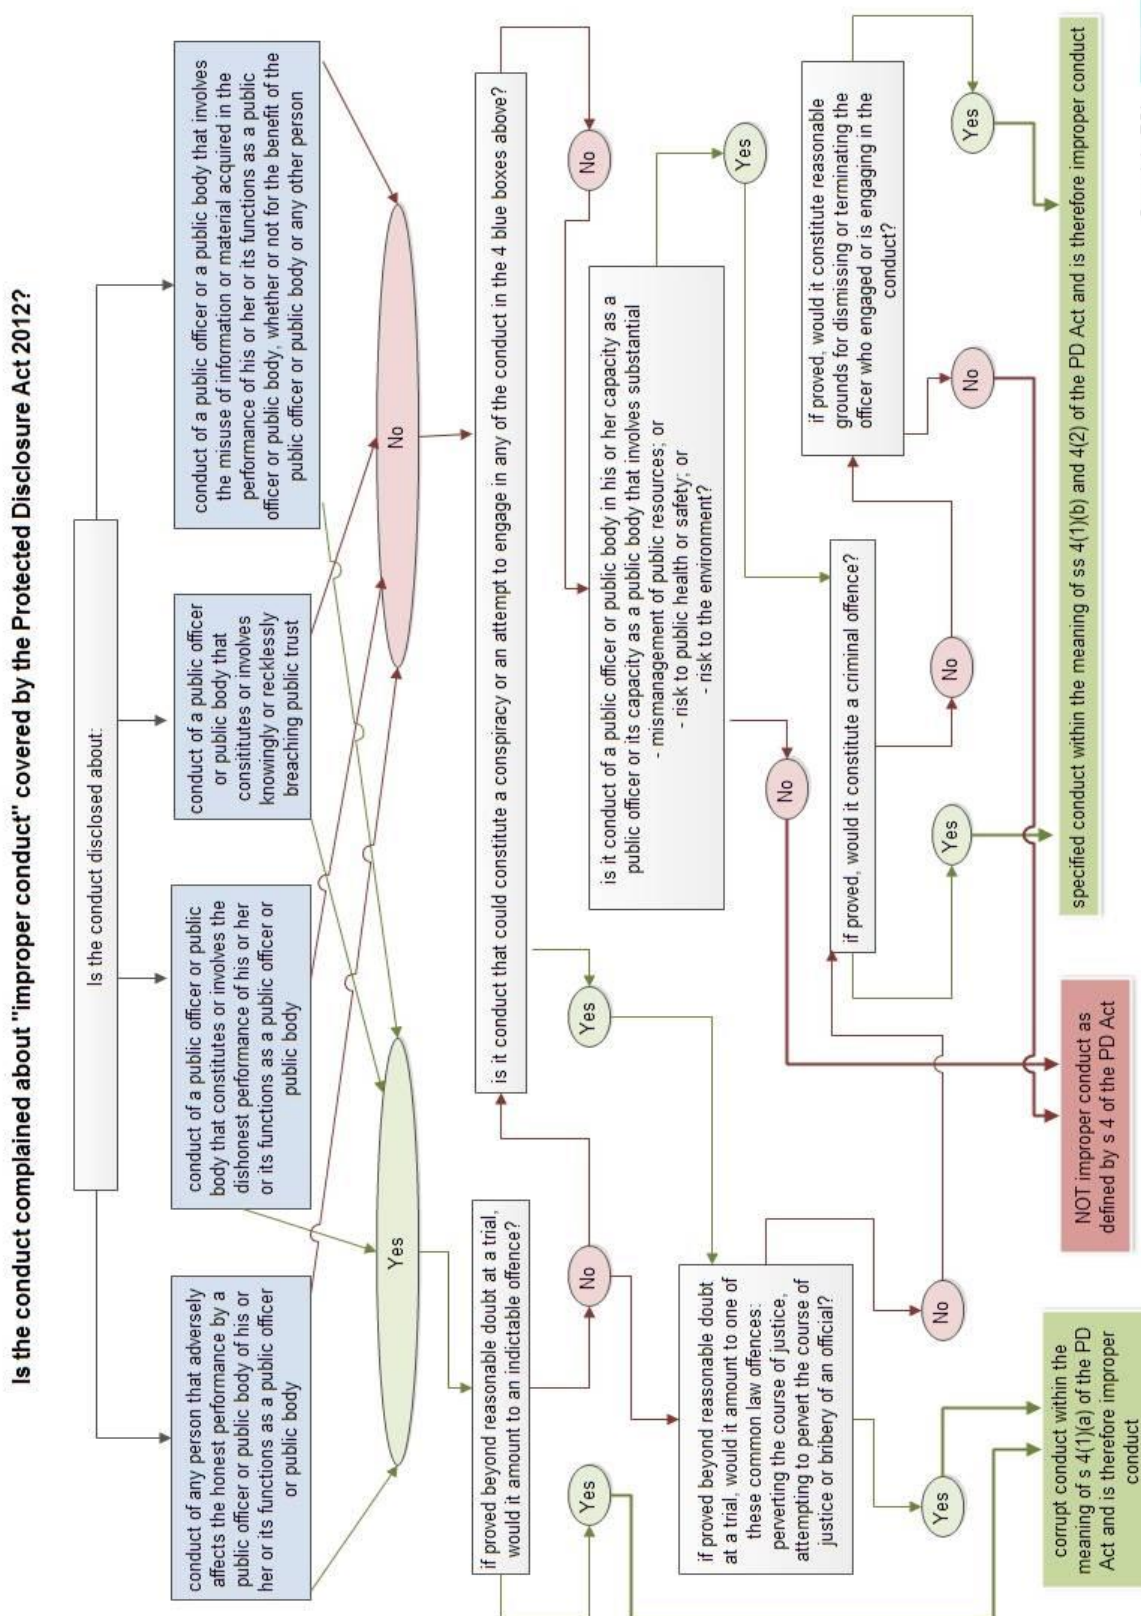 Is the conduct complained about "improper conduct" covered by the Protected Disclosure Act 2012?
Is the conduct disclosed about:
conduct of any person that adversely
affects the honest performance by a
public officer or public body of his or
her or its functions as a public officer
or public body
conduct of a public officer or public
body that constitutes or involves the
dishonest performance of his or her
or its functions as a public officer or
public body
conduct of a public officer
or public body that
consitutes or involves
knowingly or recklessly
breaching public trust
conduct of a public officer or a public body that involves
the misuse of information or material acquired in the
performance of his or her or its functions as a public
officer or public body, whether or not for the benefit of the
public officer or public body or any other person
Yes
No
if proved beyond reasonable doubt at a trial,
would it amount to an indictable offence?
is it conduct that could constitute a conspiracy or an attempt to engage in any of the conduct in the 4 blue boxes above?
Yes
No
Yes
No
if proved beyond reasonable doubt
at a trial, would it amount to one of
these common law offences:
perverting the course of justice,
attempting to pervert the course of
justice or bribery of an official?
is it conduct of a public officer or public body in his or her capacity as a
public officer or its capacity as a public body that involves substantial
- mismanagement of public resources; or
- risk to public health or safety; or
- risk to the environment?
Yes
No
if proved, would it constitute a criminal offence?
if proved, would it constitute reasonable
grounds for dismissing or terminating the
officer who engaged or is engaging in the
conduct?
Yes
No
Yes
No
No
Yes
corrupt conduct within the
meaning of s 4(1)(a) of the PD
Act and is therefore improper
conduct
NOT improper conduct as
defined by s 4 of the PD Act
specified conduct within the meaning of ss 4(1)(b) and 4(2) of the PD Act and is therefore improper conduct